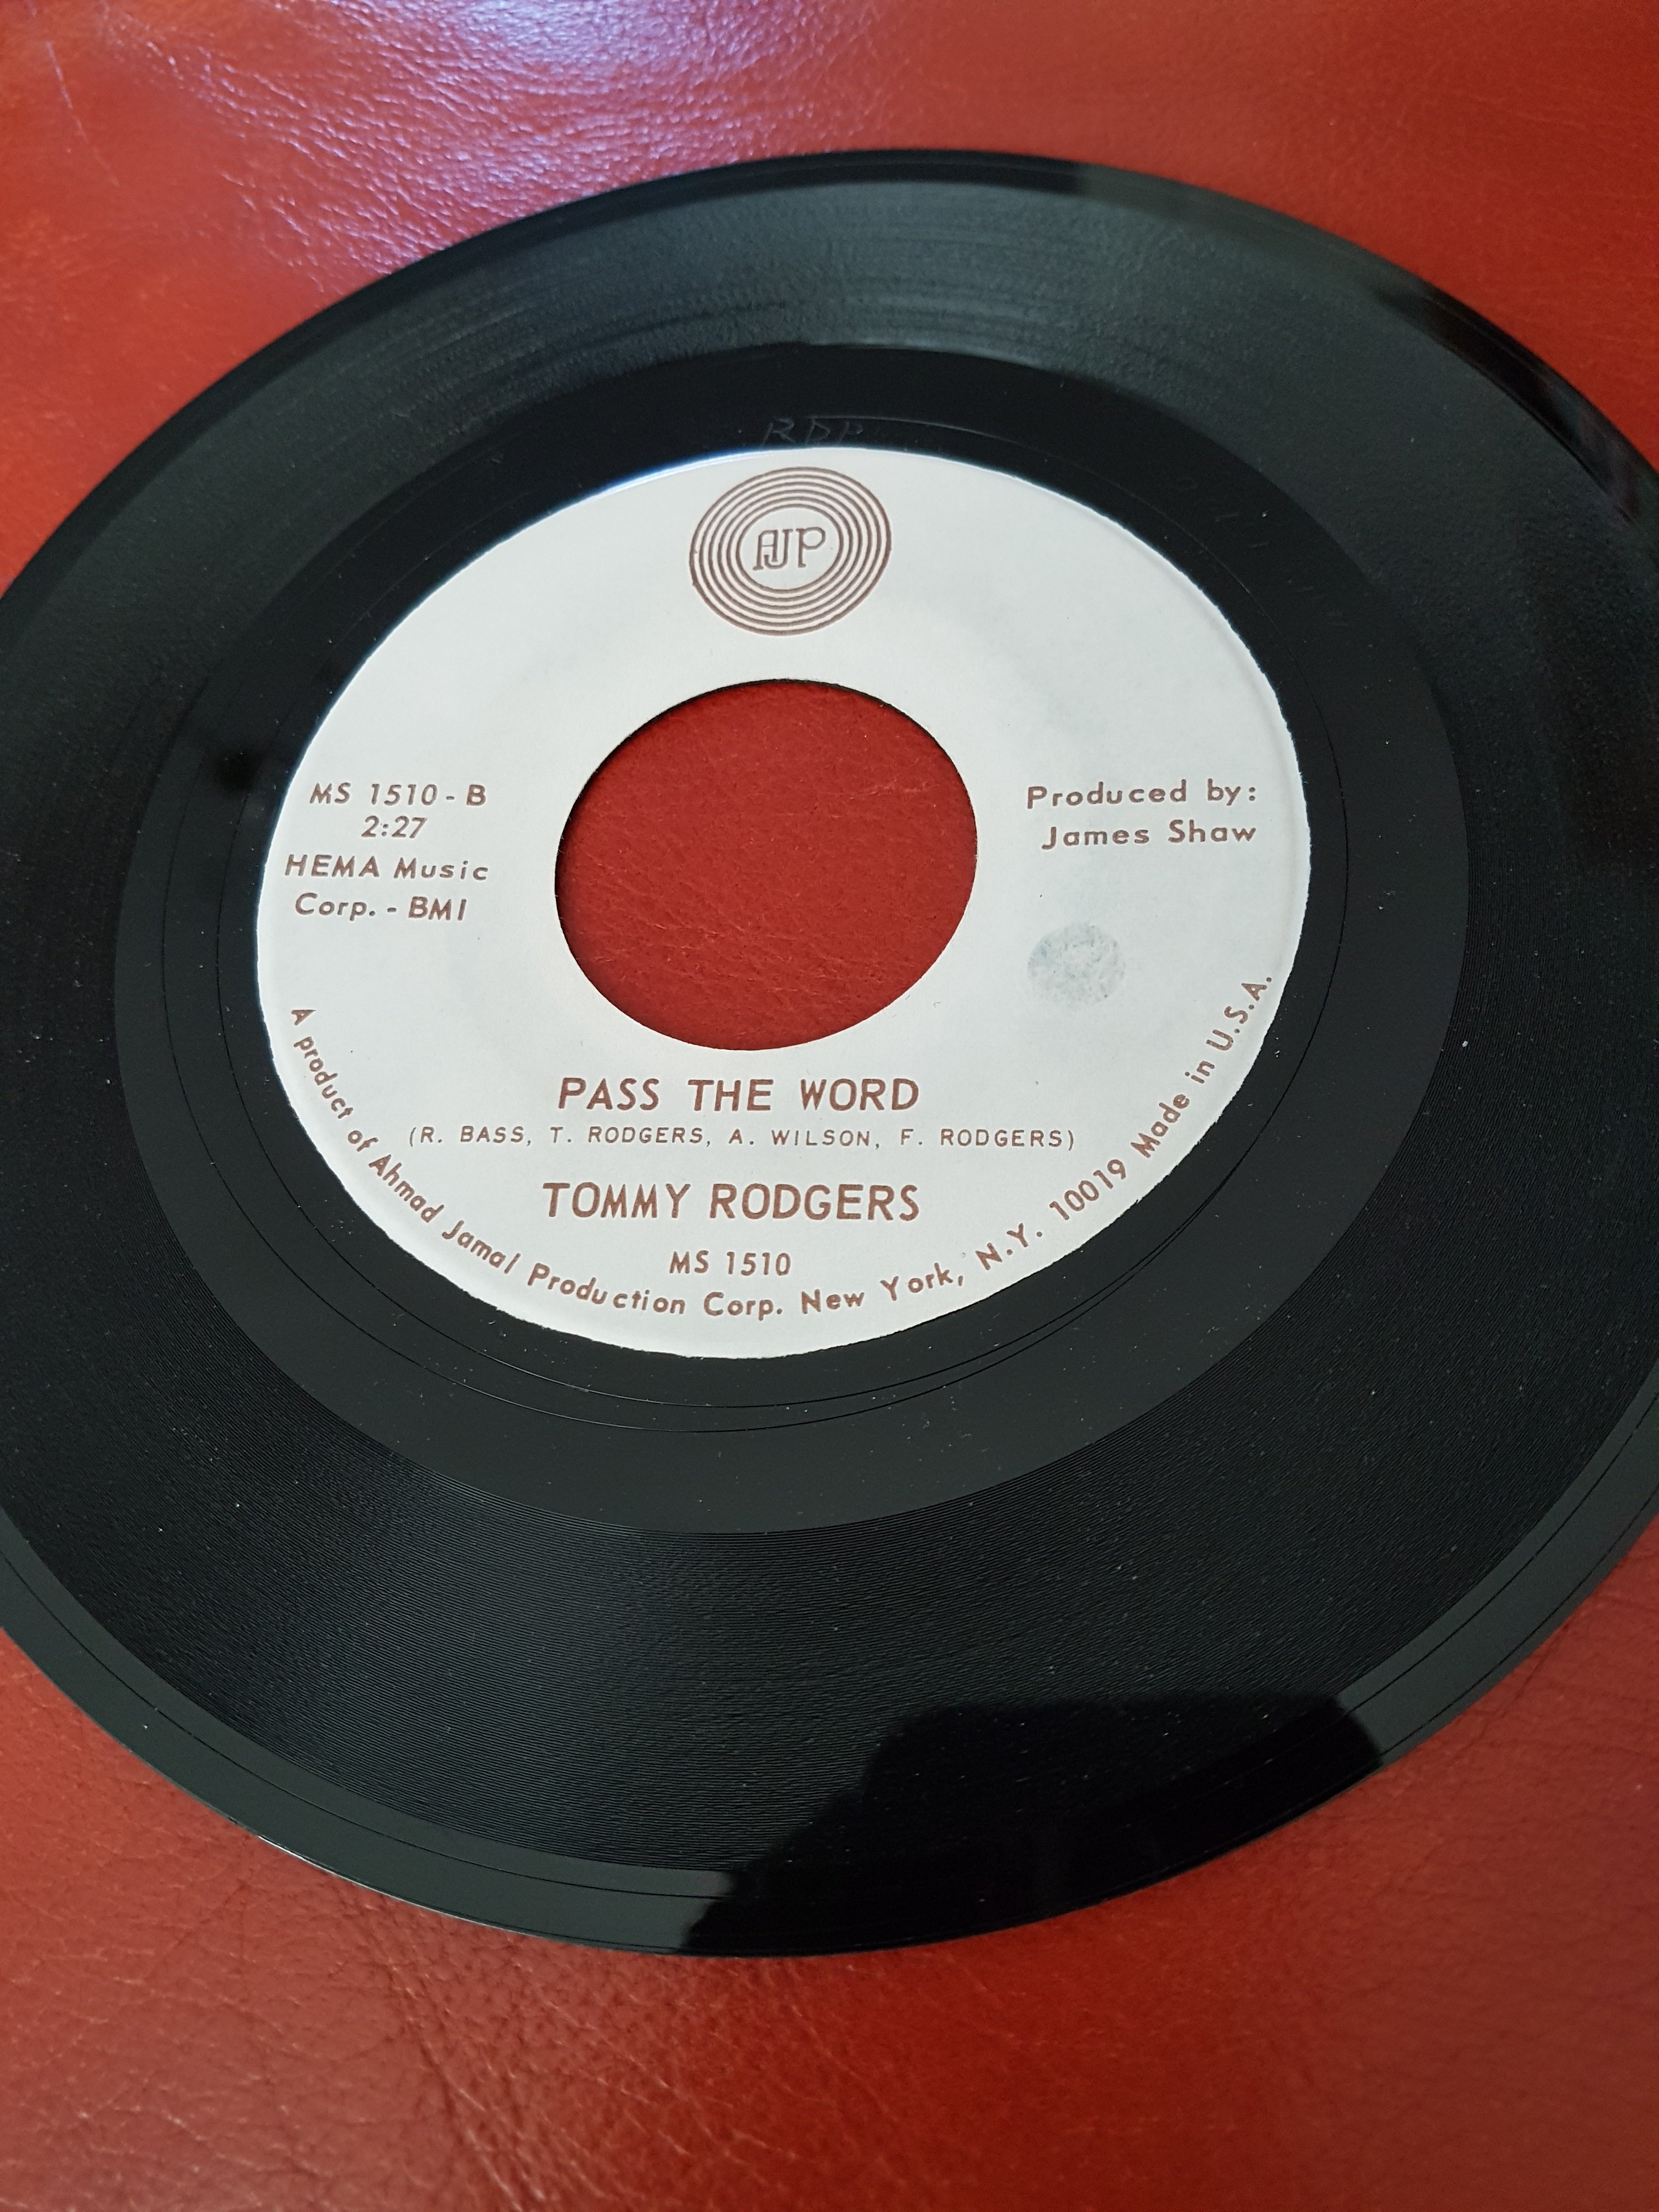 AJP
MS 1510 - B
2:27
HEMA Music
Corp. - BMI
Produced by:
James Shaw
PASS THE WORD
(R. BASS, T. RODGERS, A. WILSON, F. RODGERS)
TOMMY RODGERS
MS 1510
A product of Ahmad Jamal Production Corp. New York, N.Y. 10019 Made in U.S.A.